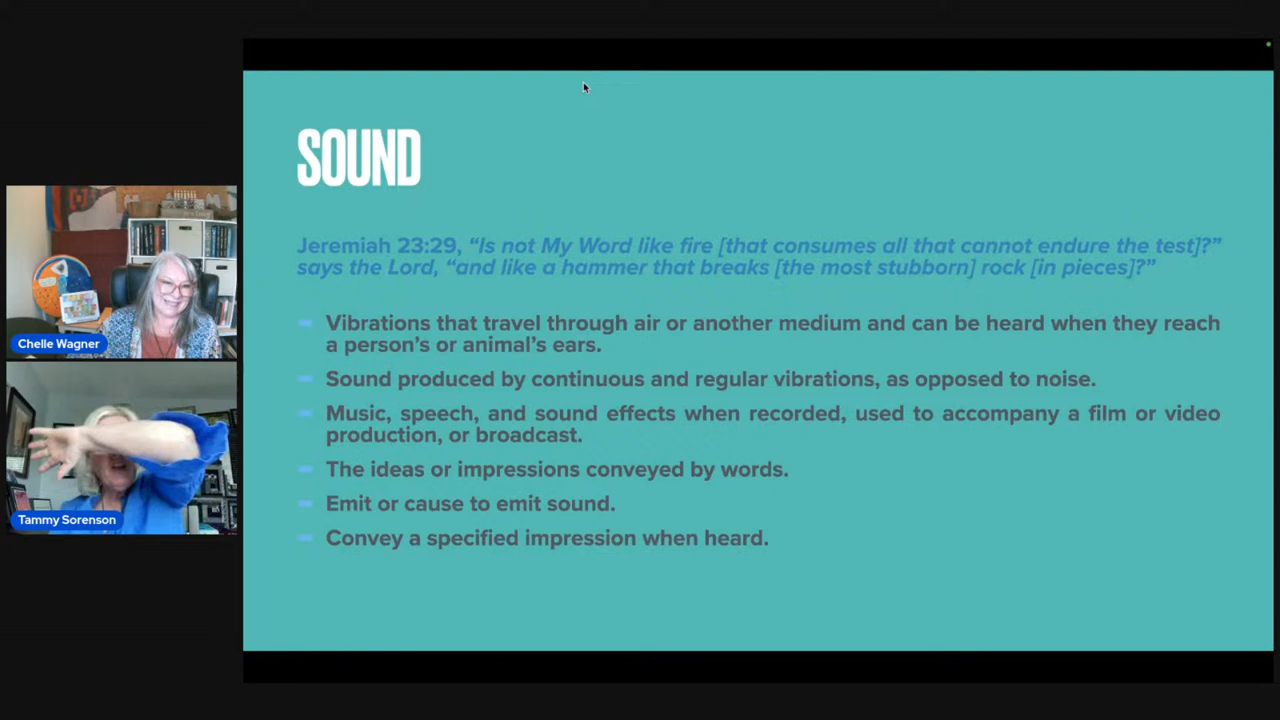 SOUND
Jeremiah 23:29, “Is not My Word like fire [that consumes all that cannot endure the test]?”
says the Lord, “and like a hammer that breaks [the most stubborn] rock [in pieces]?”
Vibrations that travel through air or another medium and can be heard when they reach
a person’s or animal’s ears.
Sound produced by continuous and regular vibrations, as opposed to noise.
Music, speech, and sound effects when recorded, used to accompany a film or video
production, or broadcast.
The ideas or impressions conveyed by words.
Emit or cause to emit sound.
Convey a specified impression when heard.
Chelle Wagner
Tammy Sorenson